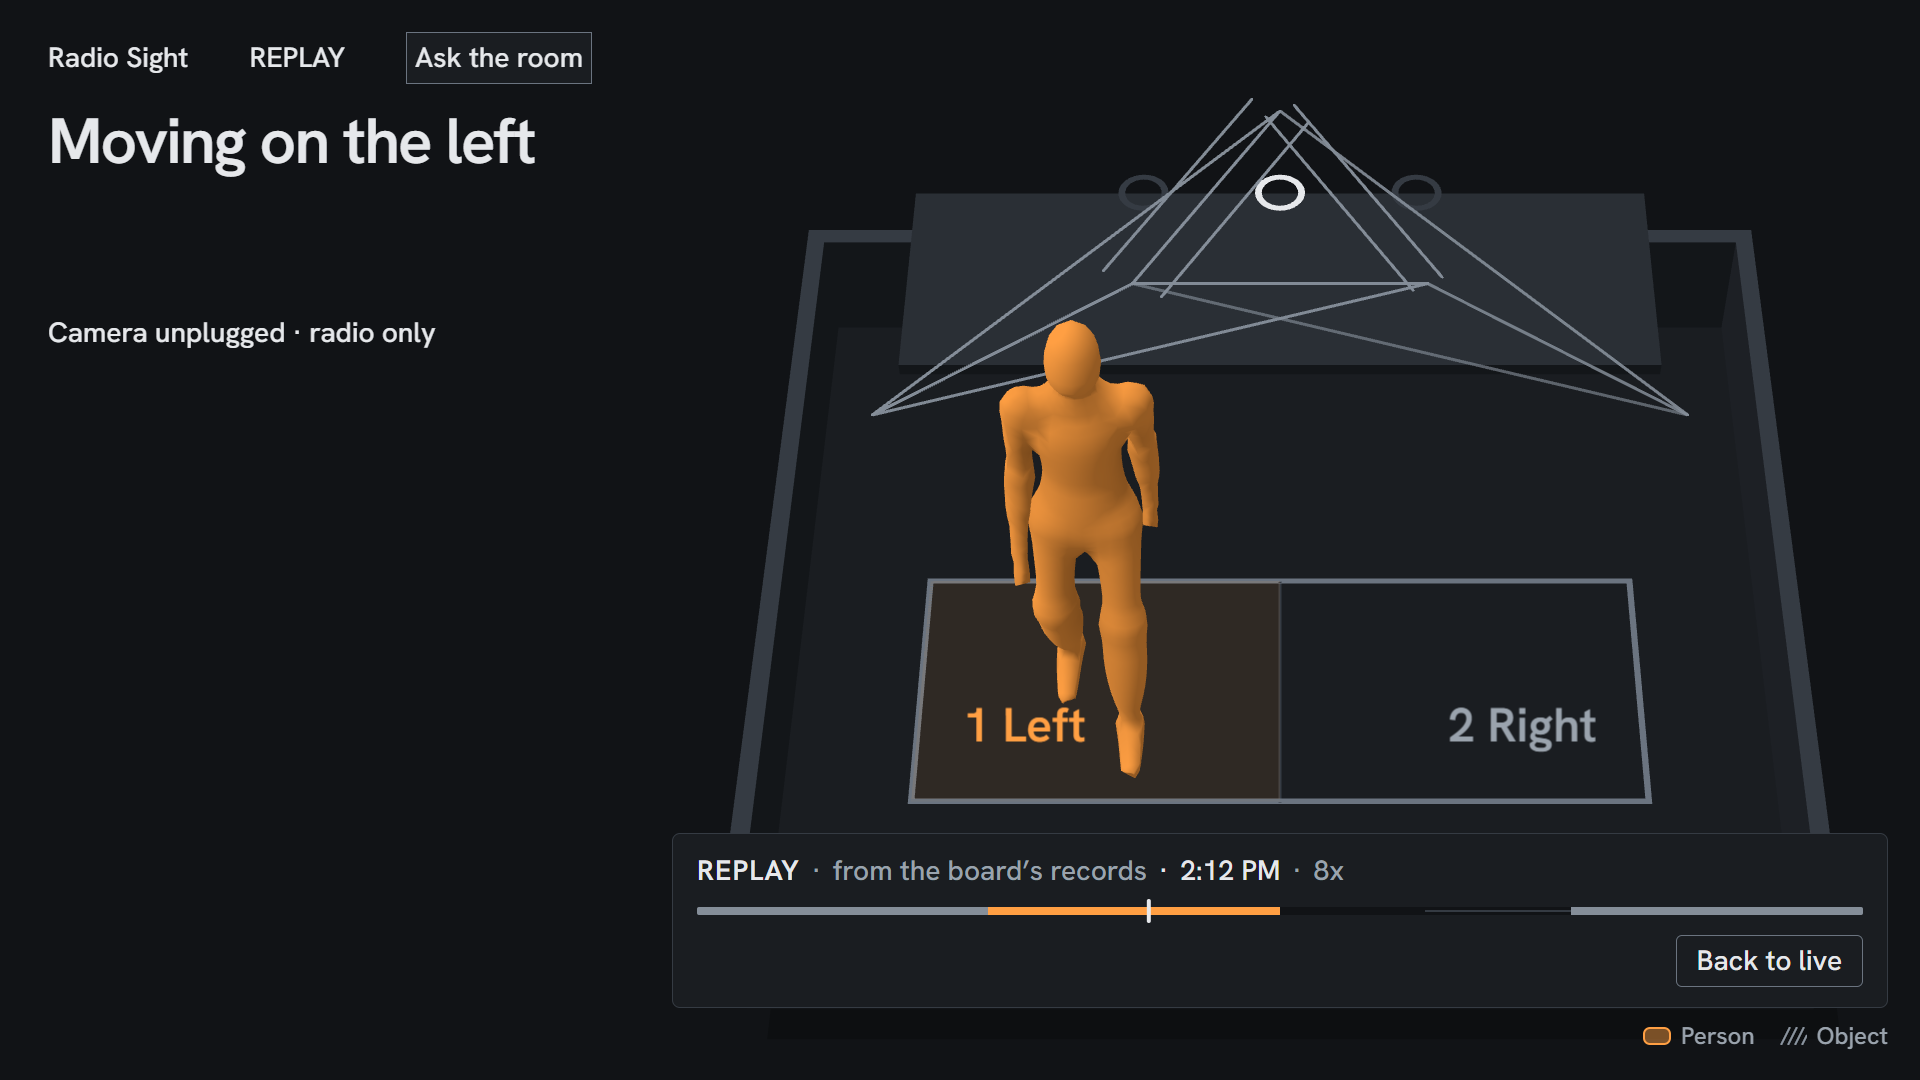 Radio Sight REPLAY Ask the room
Moving on the left
Camera unplugged · radio only
1 Left
2 Right
REPLAY · from the board’s records · 2:12 PM · 8x
Back to live
Person Object